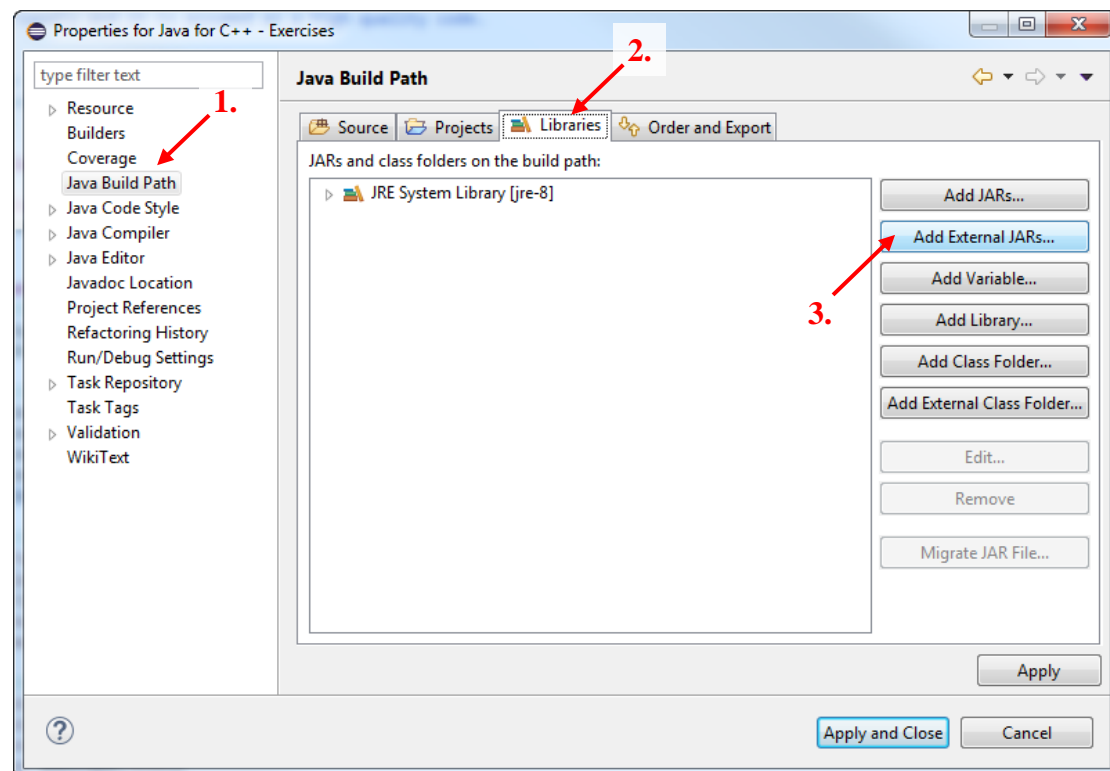 Properties for Java for C++ - Exercises
2.
type filter text
Java Build Path
1.
Resource
Builders
Coverage
Java Build Path
Java Code Style
Java Compiler
Java Editor
Javadoc Location
Project References
Refactoring History
Run/Debug Settings
Task Repository
Task Tags
Validation
WikiText
Source
Projects
Libraries
Order and Export
JARs and class folders on the build path:
JRE System Library [jre-8]
Add JARs...
Add External JARs...
Add Variable...
3.
Add Library...
Add Class Folder...
Add External Class Folder...
Edit...
Remove
Migrate JAR File...
Apply
?
Apply and Close
Cancel